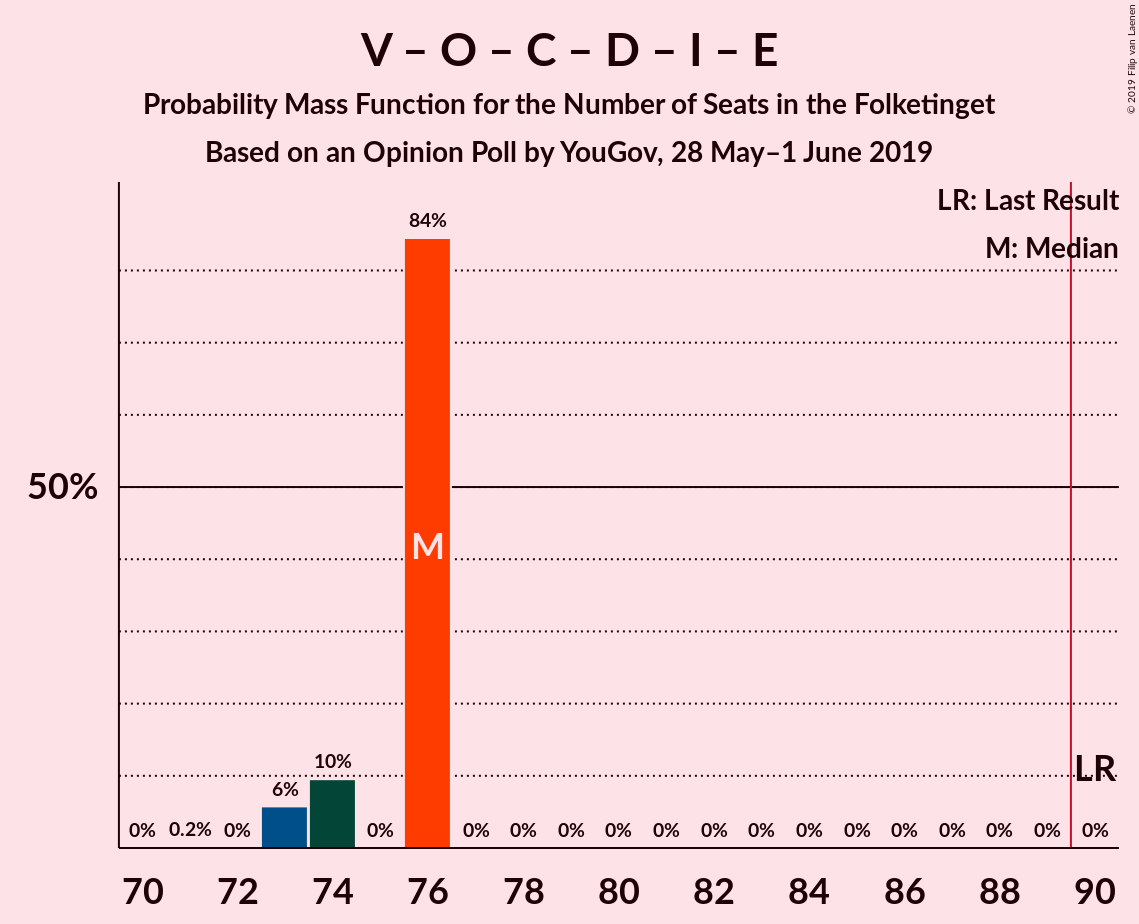 V – O – C – D – I – E
Probability Mass Function for the Number of Seats in the Folketinget
Based on an Opinion Poll by YouGov, 28 May–1 June 2019
© 2019 Filip van Laenen
LR: Last Result
M: Median
84%
50%
M
10%
6%
LR
0% 0.2% 0% 0% 0% 0% 0% 0% 0% 0% 0% 0% 0% 0% 0% 0% 0% 0%
70 72 74 76 78 80 82 84 86 88 90